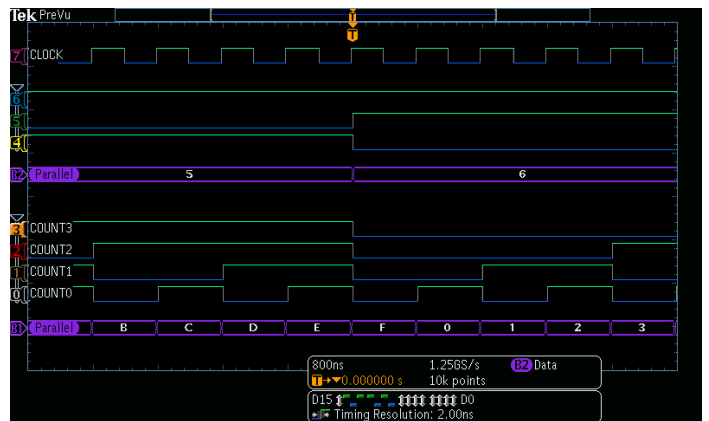 Tek PreVu
T
T
7 CLOCK
6
5
4
B2 Parallel 5 6
3 COUNT3
2 COUNT2
1 COUNT1
0 COUNT0
B1 Parallel B C D E F 0 1 2 3
800ns 1.25GS/s B2 Data
T→▼0.000000 s 10k points
D15 D0
Timing Resolution: 2.00ns